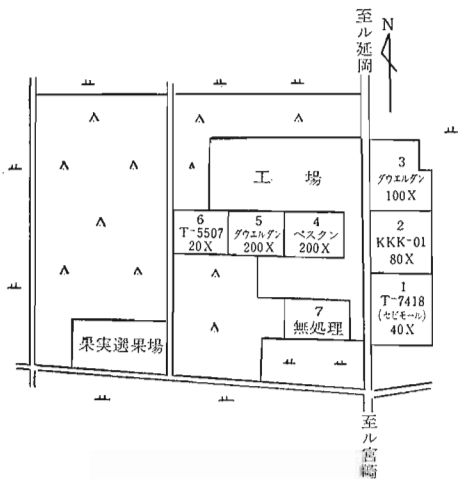 至ル延岡
N
3
ダウエルダン
100X
工 場
6
T-5507
20X
5
ダウエルダン
200X
4
ベスクン
200X
2
KKK-01
80X
1
T-7418
(セビモール)
40X
7
無処理
果実選果場
至ル宮崎